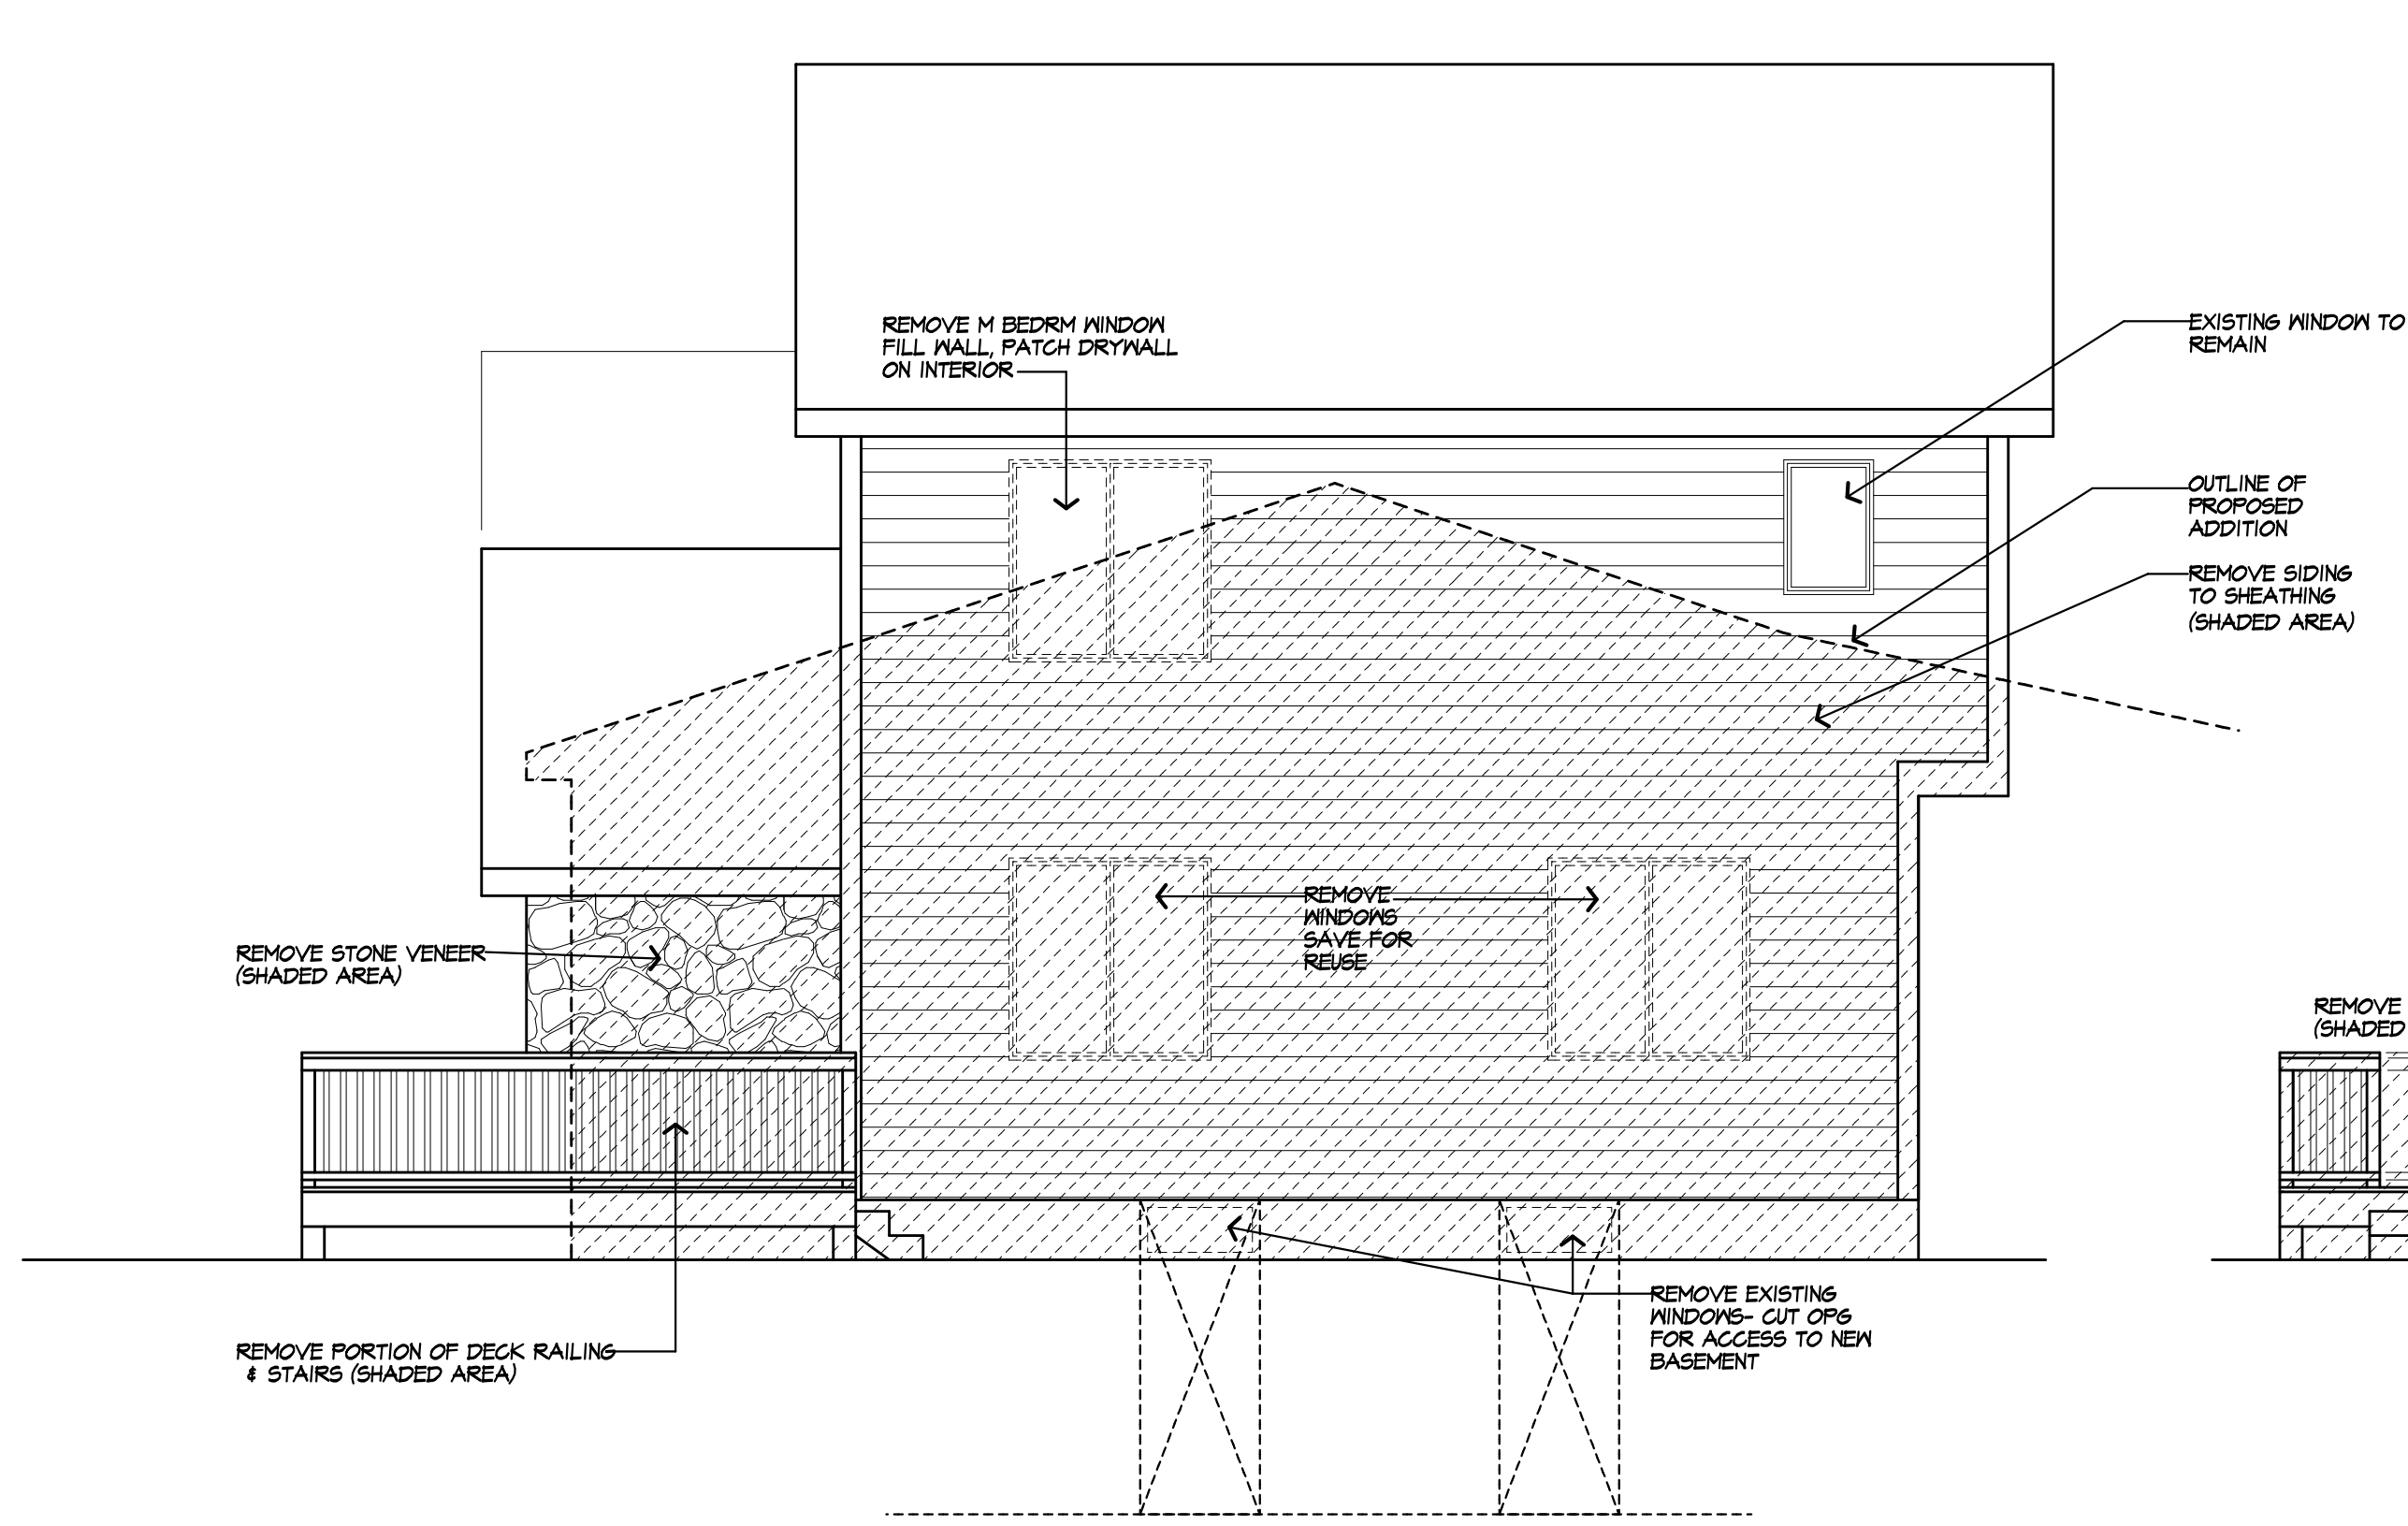 REMOVE M BEDRM WINDOW
FILL WALL, PATCH DRYWALL
ON INTERIOR
EXISTING WINDOW TO
REMAIN
OUTLINE OF
PROPOSED
ADDITION
REMOVE SIDING
TO SHEATHING
(SHADED AREA)
REMOVE
WINDOWS
SAVE FOR
REUSE
REMOVE STONE VENEER
(SHADED AREA)
REMOVE
(SHADED
REMOVE EXISTING
WINDOWS- CUT OPG
FOR ACCESS TO NEW
BASEMENT
REMOVE PORTION OF DECK RAILING
& STAIRS (SHADED AREA)